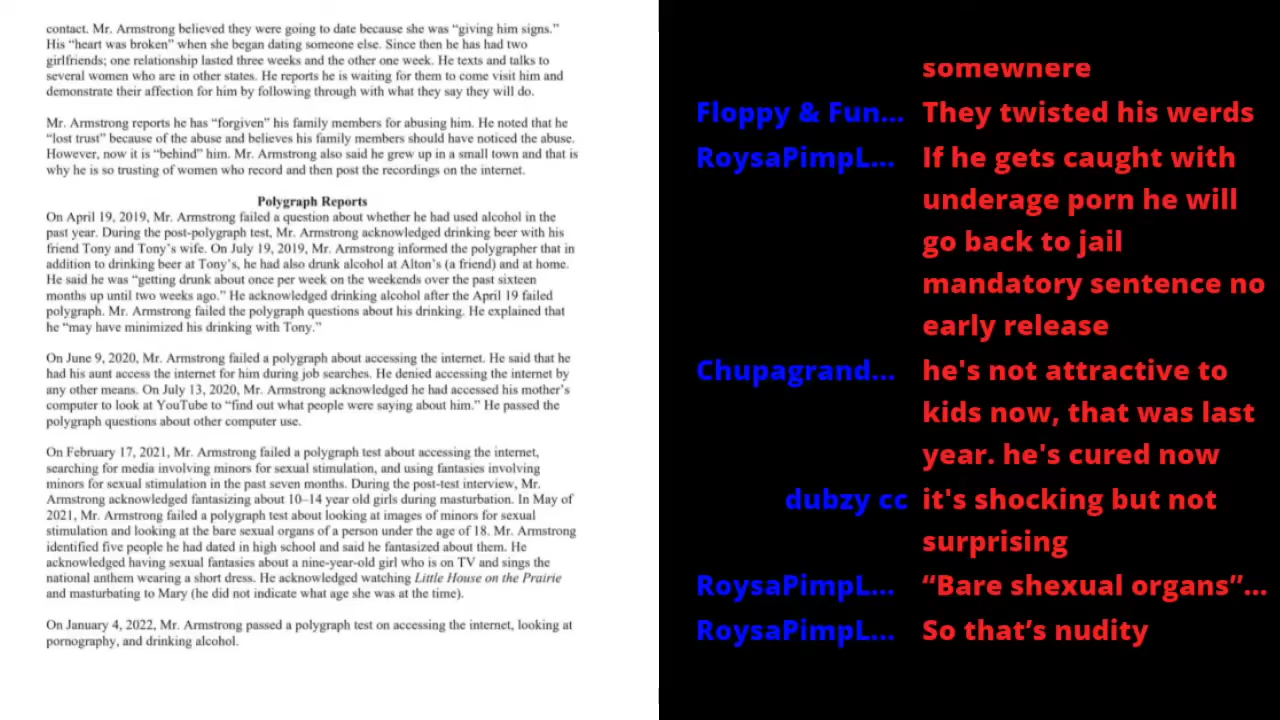 contact. Mr. Armstrong believed they were going to date because she was “giving him signs.”
His “heart was broken” when she began dating someone else. Since then he has had two
girlfriends; one relationship lasted three weeks and the other one week. He texts and talks to
several women who are in other states. He reports he is waiting for them to come visit him and
demonstrate their affection for him by following through with what they say they will do.
Mr. Armstrong reports he has “forgiven” his family members for abusing him. He noted that he
“lost trust” because of the abuse and believes his family members should have noticed the abuse.
However, now it is “behind” him. Mr. Armstrong also said he grew up in a small town and that is
why he is so trusting of women who record and then post the recordings on the internet.
Polygraph Reports
On April 19, 2019, Mr. Armstrong failed a question about whether he had used alcohol in the
past year. During the post-polygraph test, Mr. Armstrong acknowledged drinking beer with his
friend Tony and Tony’s wife. On July 19, 2019, Mr. Armstrong informed the polygrapher that in
addition to drinking beer at Tony’s, he had also drunk alcohol at Alton’s (a friend) and at home.
He said he was “getting drunk about once per week on the weekends over the past sixteen
months up until two weeks ago.” He acknowledged drinking alcohol after the April 19 failed
polygraph. Mr. Armstrong failed the polygraph questions about his drinking. He explained that
he “may have minimized his drinking with Tony.”
On June 9, 2020, Mr. Armstrong failed a polygraph about accessing the internet. He said that he
had his aunt access the internet for him during job searches. He denied accessing the internet by
any other means. On July 13, 2020, Mr. Armstrong acknowledged he had accessed his mother’s
computer to look at YouTube to “find out what people were saying about him.” He passed the
polygraph questions about other computer use.
On February 17, 2021, Mr. Armstrong failed a polygraph test about accessing the internet,
searching for media involving minors for sexual stimulation, and using fantasies involving
minors for sexual stimulation in the past seven months. During the post-test interview, Mr.
Armstrong acknowledged fantasizing about 10–14 year old girls during masturbation. In May of
2021, Mr. Armstrong failed a polygraph test about looking at images of minors for sexual
stimulation and looking at the bare sexual organs of a person under the age of 18. Mr. Armstrong
identified five people he had dated in high school and said he fantasized about them. He
acknowledged having sexual fantasies about a nine-year-old girl who is on TV and sings the
national anthem wearing a short dress. He acknowledged watching Little House on the Prairie
and masturbating to Mary (he did not indicate what age she was at the time).
On January 4, 2022, Mr. Armstrong passed a polygraph test on accessing the internet, looking at
pornography, and drinking alcohol.
somewhere
Floppy & Fun... They twisted his werds
RoysaPimpL... If he gets caught with
underage porn he will
go back to jail
mandatory sentence no
early release
Chupagrand... he's not attractive to
kids now, that was last
year. he's cured now
dubzy cc it's shocking but not
surprising
RoysaPimpL... “Bare shexual organs”...
RoysaPimpL... So that’s nudity